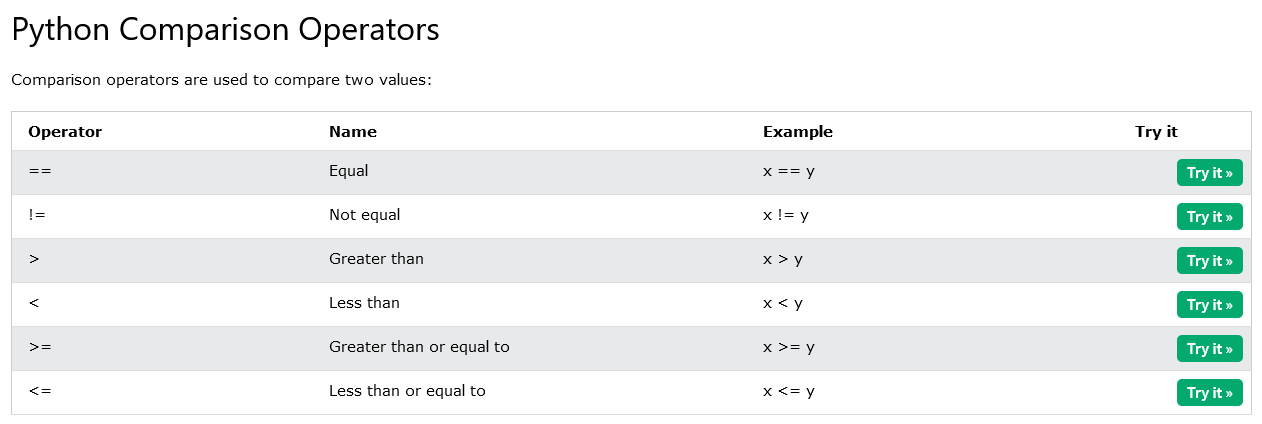 Python Comparison Operators
Comparison operators are used to compare two values:
Operator Name Example Try it
== Equal x == y Try it »
!= Not equal x != y Try it »
> Greater than x > y Try it »
< Less than x < y Try it »
>= Greater than or equal to x >= y Try it »
<= Less than or equal to x <= y Try it »